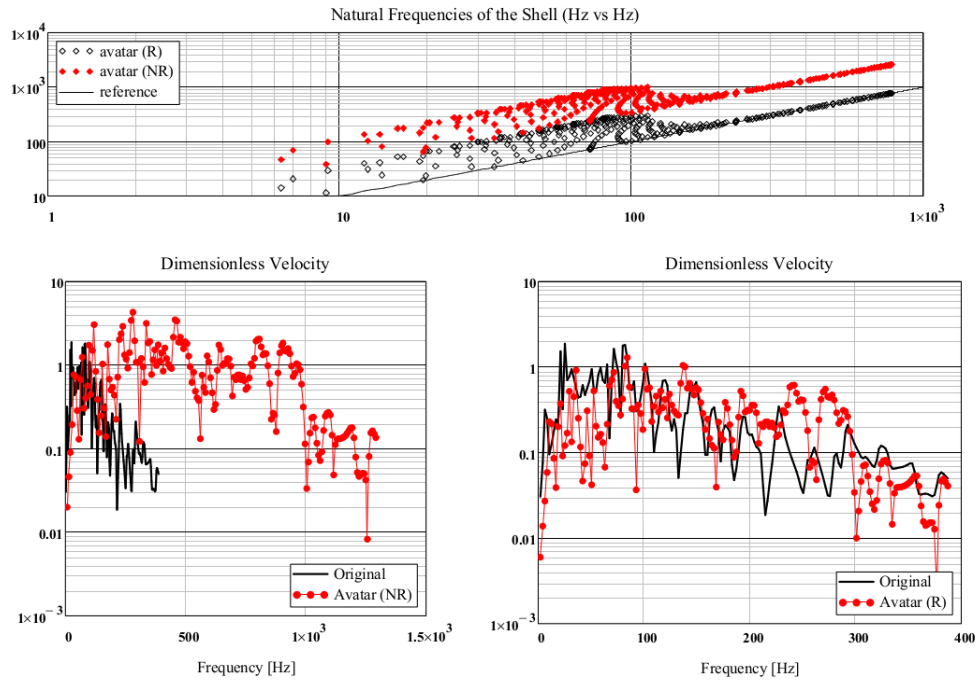 Natural Frequencies of the Shell (Hz vs Hz)
1×10⁴
avatar (R)
avatar (NR)
1×10³
reference
100
10
1 10 100 1×10³
Dimensionless Velocity
10
1
0.1
0.01
Original
Avatar (NR)
1×10⁻³
0 500 1×10³ 1.5×10³
Frequency [Hz]
Dimensionless Velocity
10
1
0.1
0.01
Original
Avatar (R)
1×10⁻³
0 100 200 300 400
Frequency [Hz]